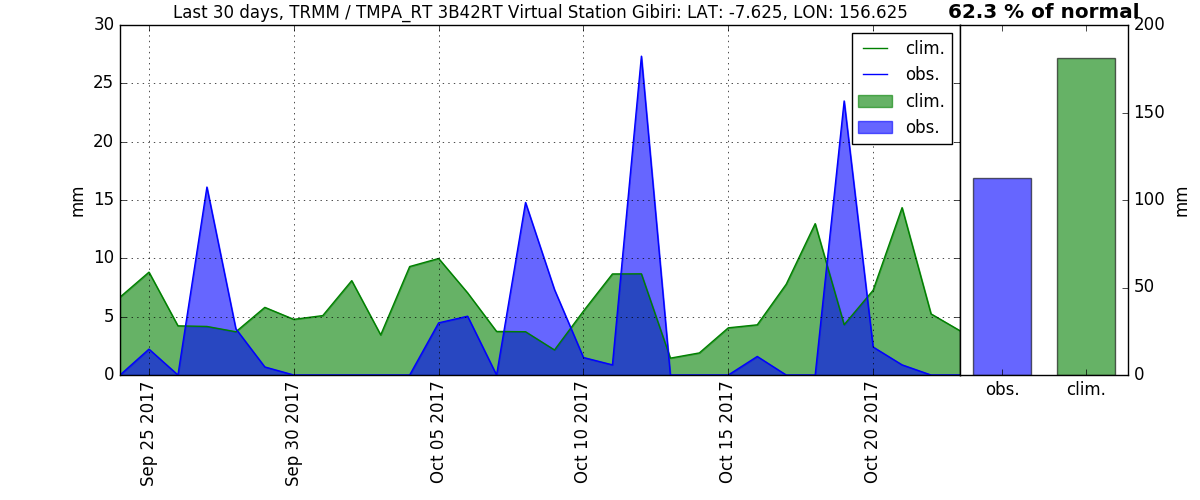 Last 30 days, TRMM / TMPA_RT 3B42RT Virtual Station Gibiri: LAT: -7.625, LON: 156.625
62.3 % of normal
30
25
20
15
10
5
0
mm
clim.
obs.
clim.
obs.
Sep 25 2017
Sep 30 2017
Oct 05 2017
Oct 10 2017
Oct 15 2017
Oct 20 2017
200
150
100
50
0
mm
obs.
clim.